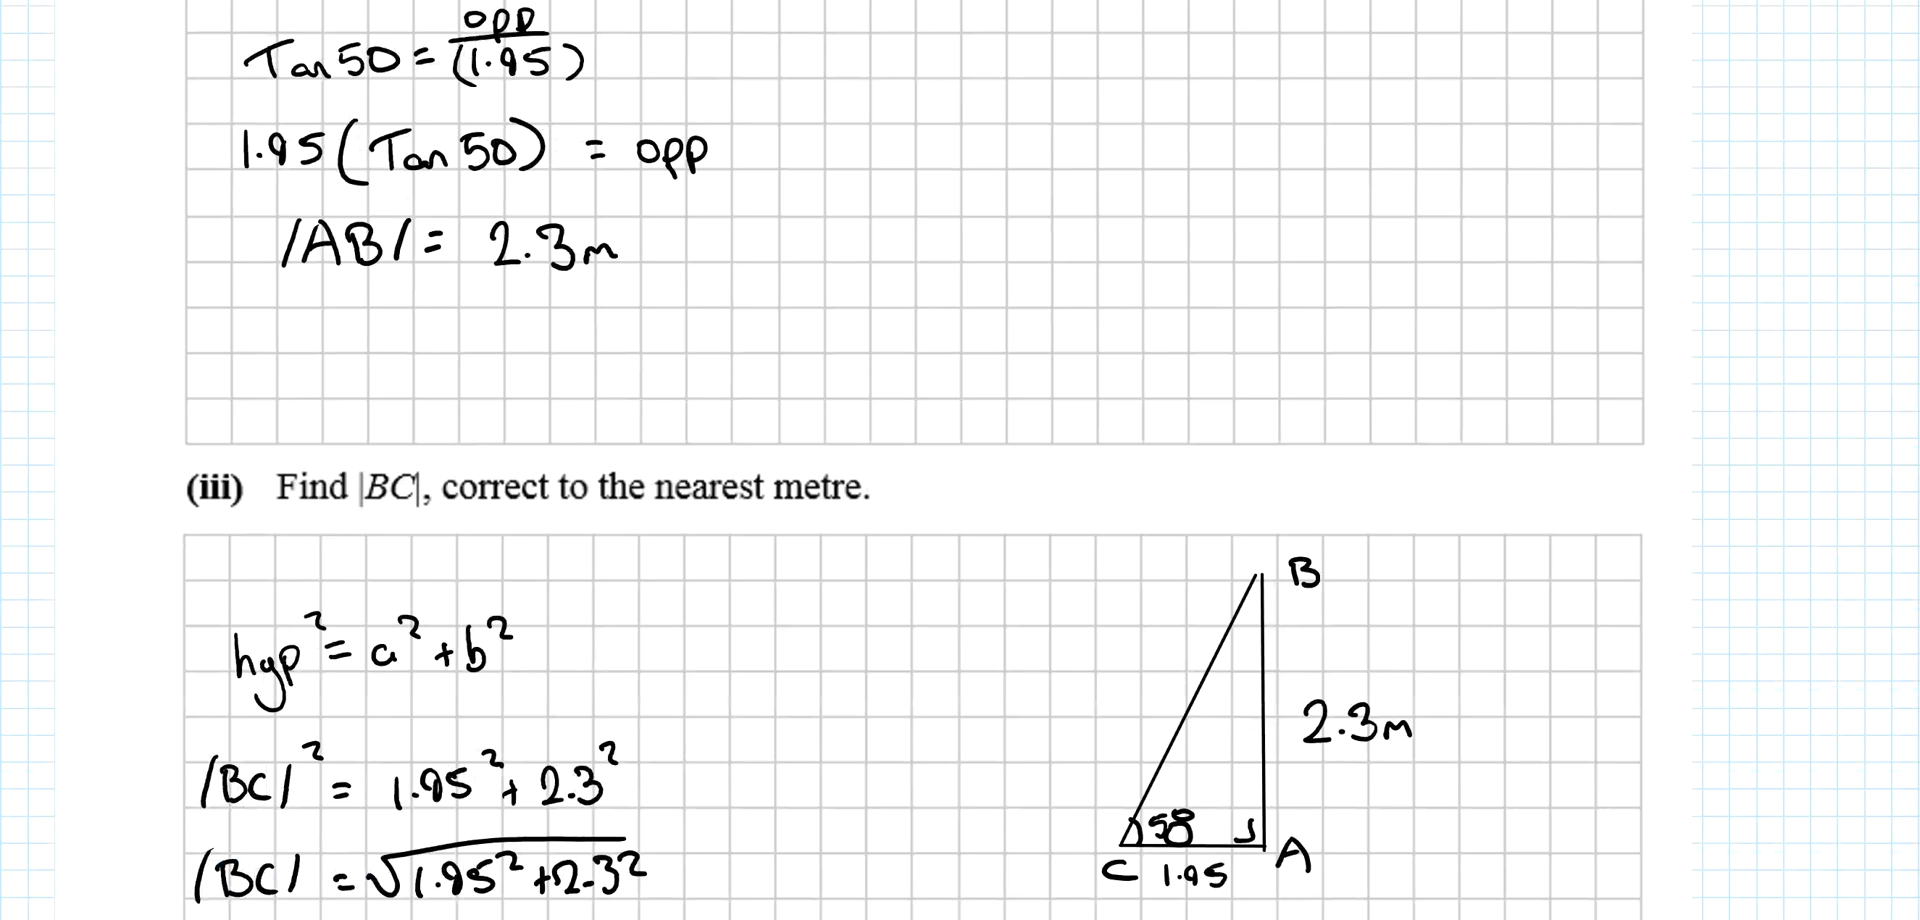 Tan 50 = opp/(1.95)
1.95(Tan 50) = opp
|AB| = 2.3m
(iii) Find |BC|, correct to the nearest metre.
B
hyp² = a² + b²
2.3m
|BC|² = 1.95² + 2.3²
50°
A
|BC| = √1.95² + 2.3²
C 1.95